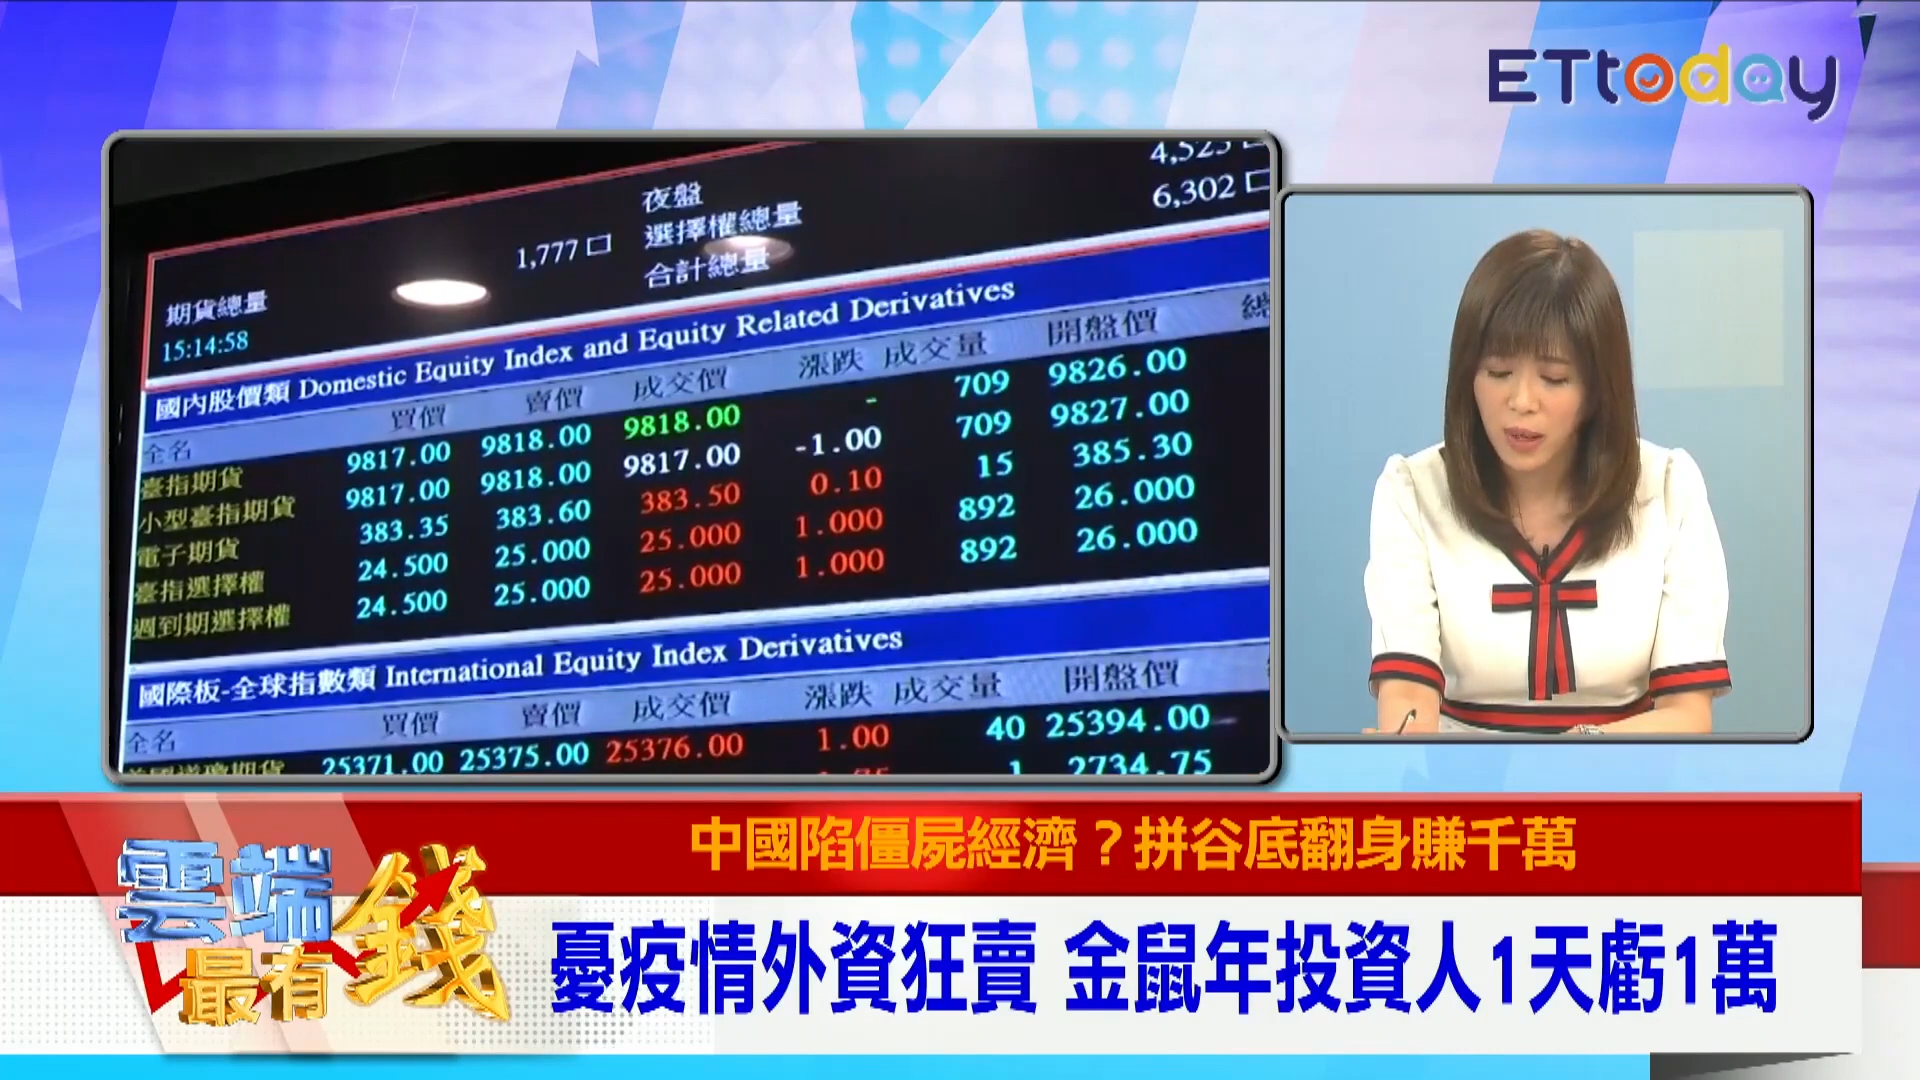 ETtoday
4,525 口
夜盤
6,302 口
選擇權總量
1,777 口
合計總量
期貨總量
15:14:58
國內股價類 Domestic Equity Index and Equity Related Derivatives
全名 買價 賣價 成交價 漲跌 成交量 開盤價 總
臺指期貨 9817.00 9818.00 9818.00 - 709 9826.00
小型臺指期貨 9817.00 9818.00 9817.00 -1.00 709 9827.00
電子期貨 383.35 383.60 383.50 0.10 15 385.30
臺指選擇權 24.500 25.000 25.000 1.000 892 26.000
週到期選擇權 24.500 25.000 25.000 1.000 892 26.000
國際板-全球指數類 International Equity Index Derivatives
全名 買價 賣價 成交價 漲跌 成交量 開盤價
美國道瓊期貨 25371.00 25375.00 25376.00 1.00 40 25394.00
1 2734.75
中國陷僵屍經濟？拼谷底翻身賺千萬
雲端最有錢
憂疫情外資狂賣 金鼠年投資人1天虧1萬